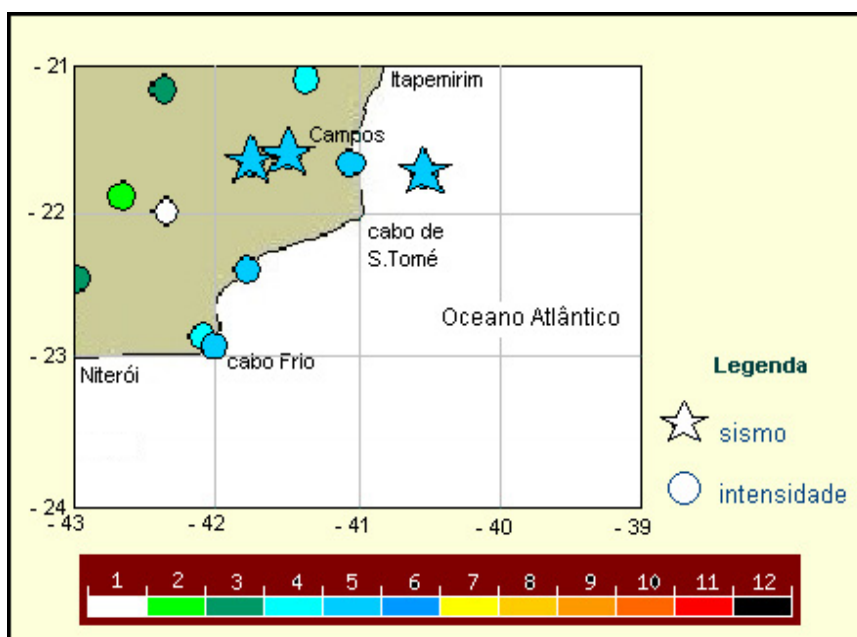 - 21
Itapemirim
Campos
- 22
cabo de
S.Tomé
Oceano Atlântico
- 23
Niterói
cabo Frio
Legenda
sismo
intensidade
- 24
- 43
- 42
- 41
- 40
- 39
1 2 3 4 5 6 7 8 9 10 11 12